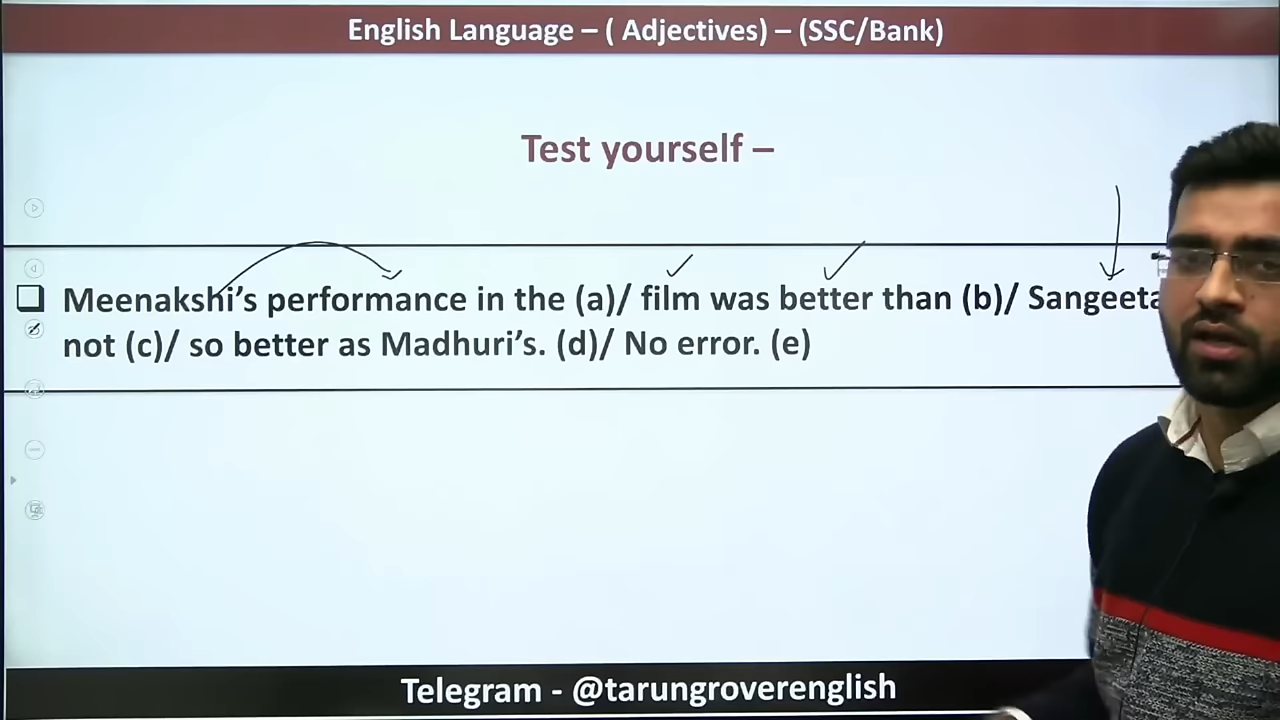 English Language – ( Adjectives) – (SSC/Bank)
Test yourself –
Meenakshi’s performance in the (a)/ film was better than (b)/ Sangeeta
not (c)/ so better as Madhuri’s. (d)/ No error. (e)
Telegram - @tarungroverenglish